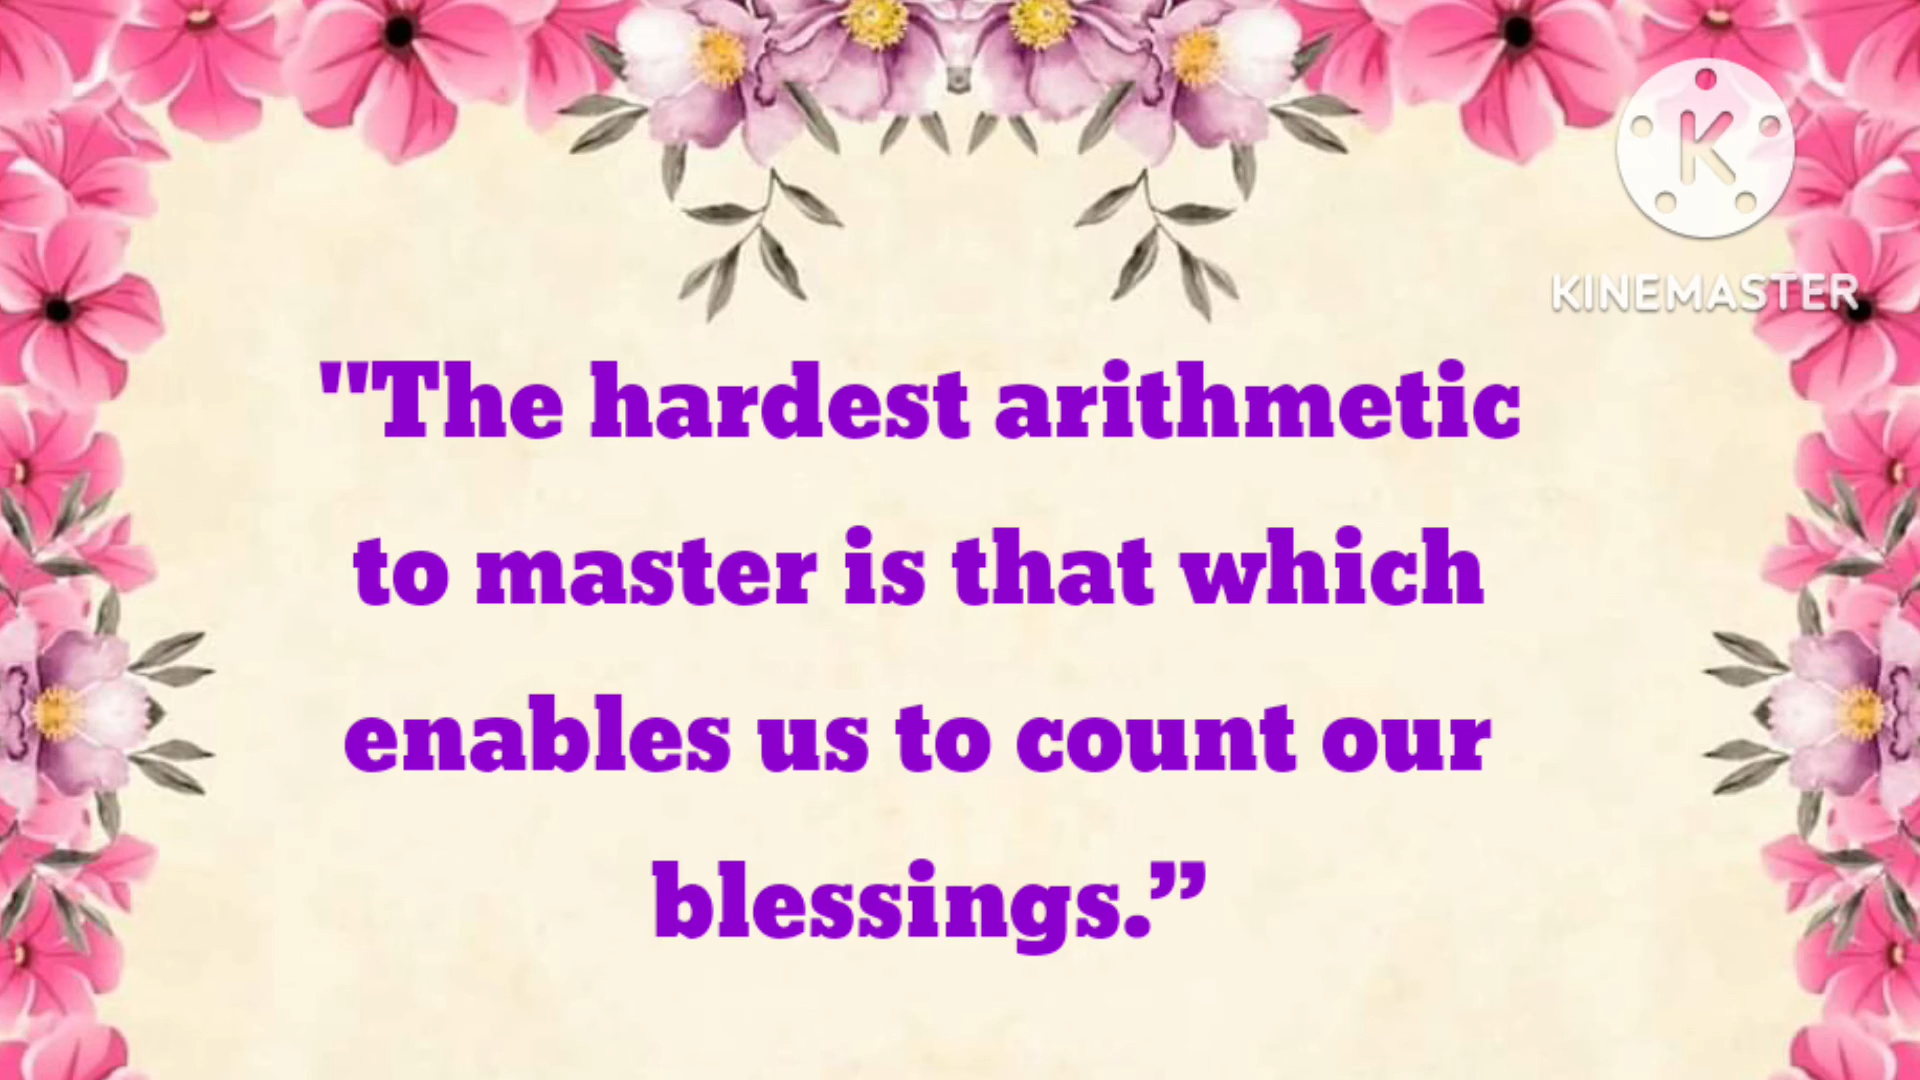 K
KINEMASTER
"The hardest arithmetic
to master is that which
enables us to count our
blessings.”